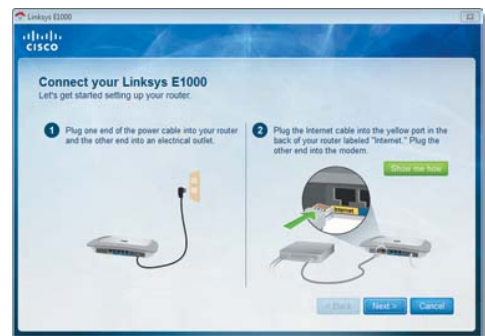 Linksys E1000
CISCO
Connect your Linksys E1000
Let's get started setting up your router.
1 Plug one end of the power cable into your router
and the other end into an electrical outlet.
2 Plug the Internet cable into the yellow port in the
back of your router labeled "Internet." Plug the
other end into the modem.
Show me how
Internet
< Back Next > Cancel